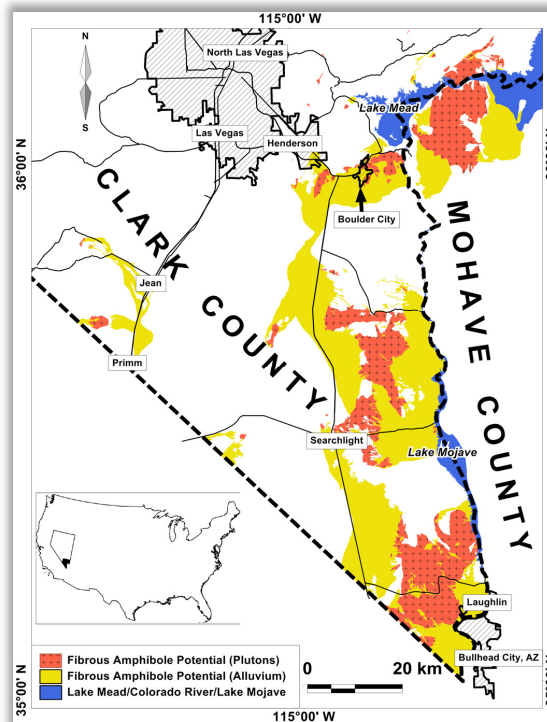 115°00' W
N
S
North Las Vegas
Lake Mead
Las Vegas
Henderson
36°00' N
Boulder City
CLARK COUNTY
MOHAVE COUNTY
Jean
Primm
Searchlight
Lake Mojave
Laughlin
Bullhead City, AZ
Fibrous Amphibole Potential (Plutons)
Fibrous Amphibole Potential (Alluvium)
Lake Mead/Colorado River/Lake Mojave
0 20 km
35°00' N
115°00' W